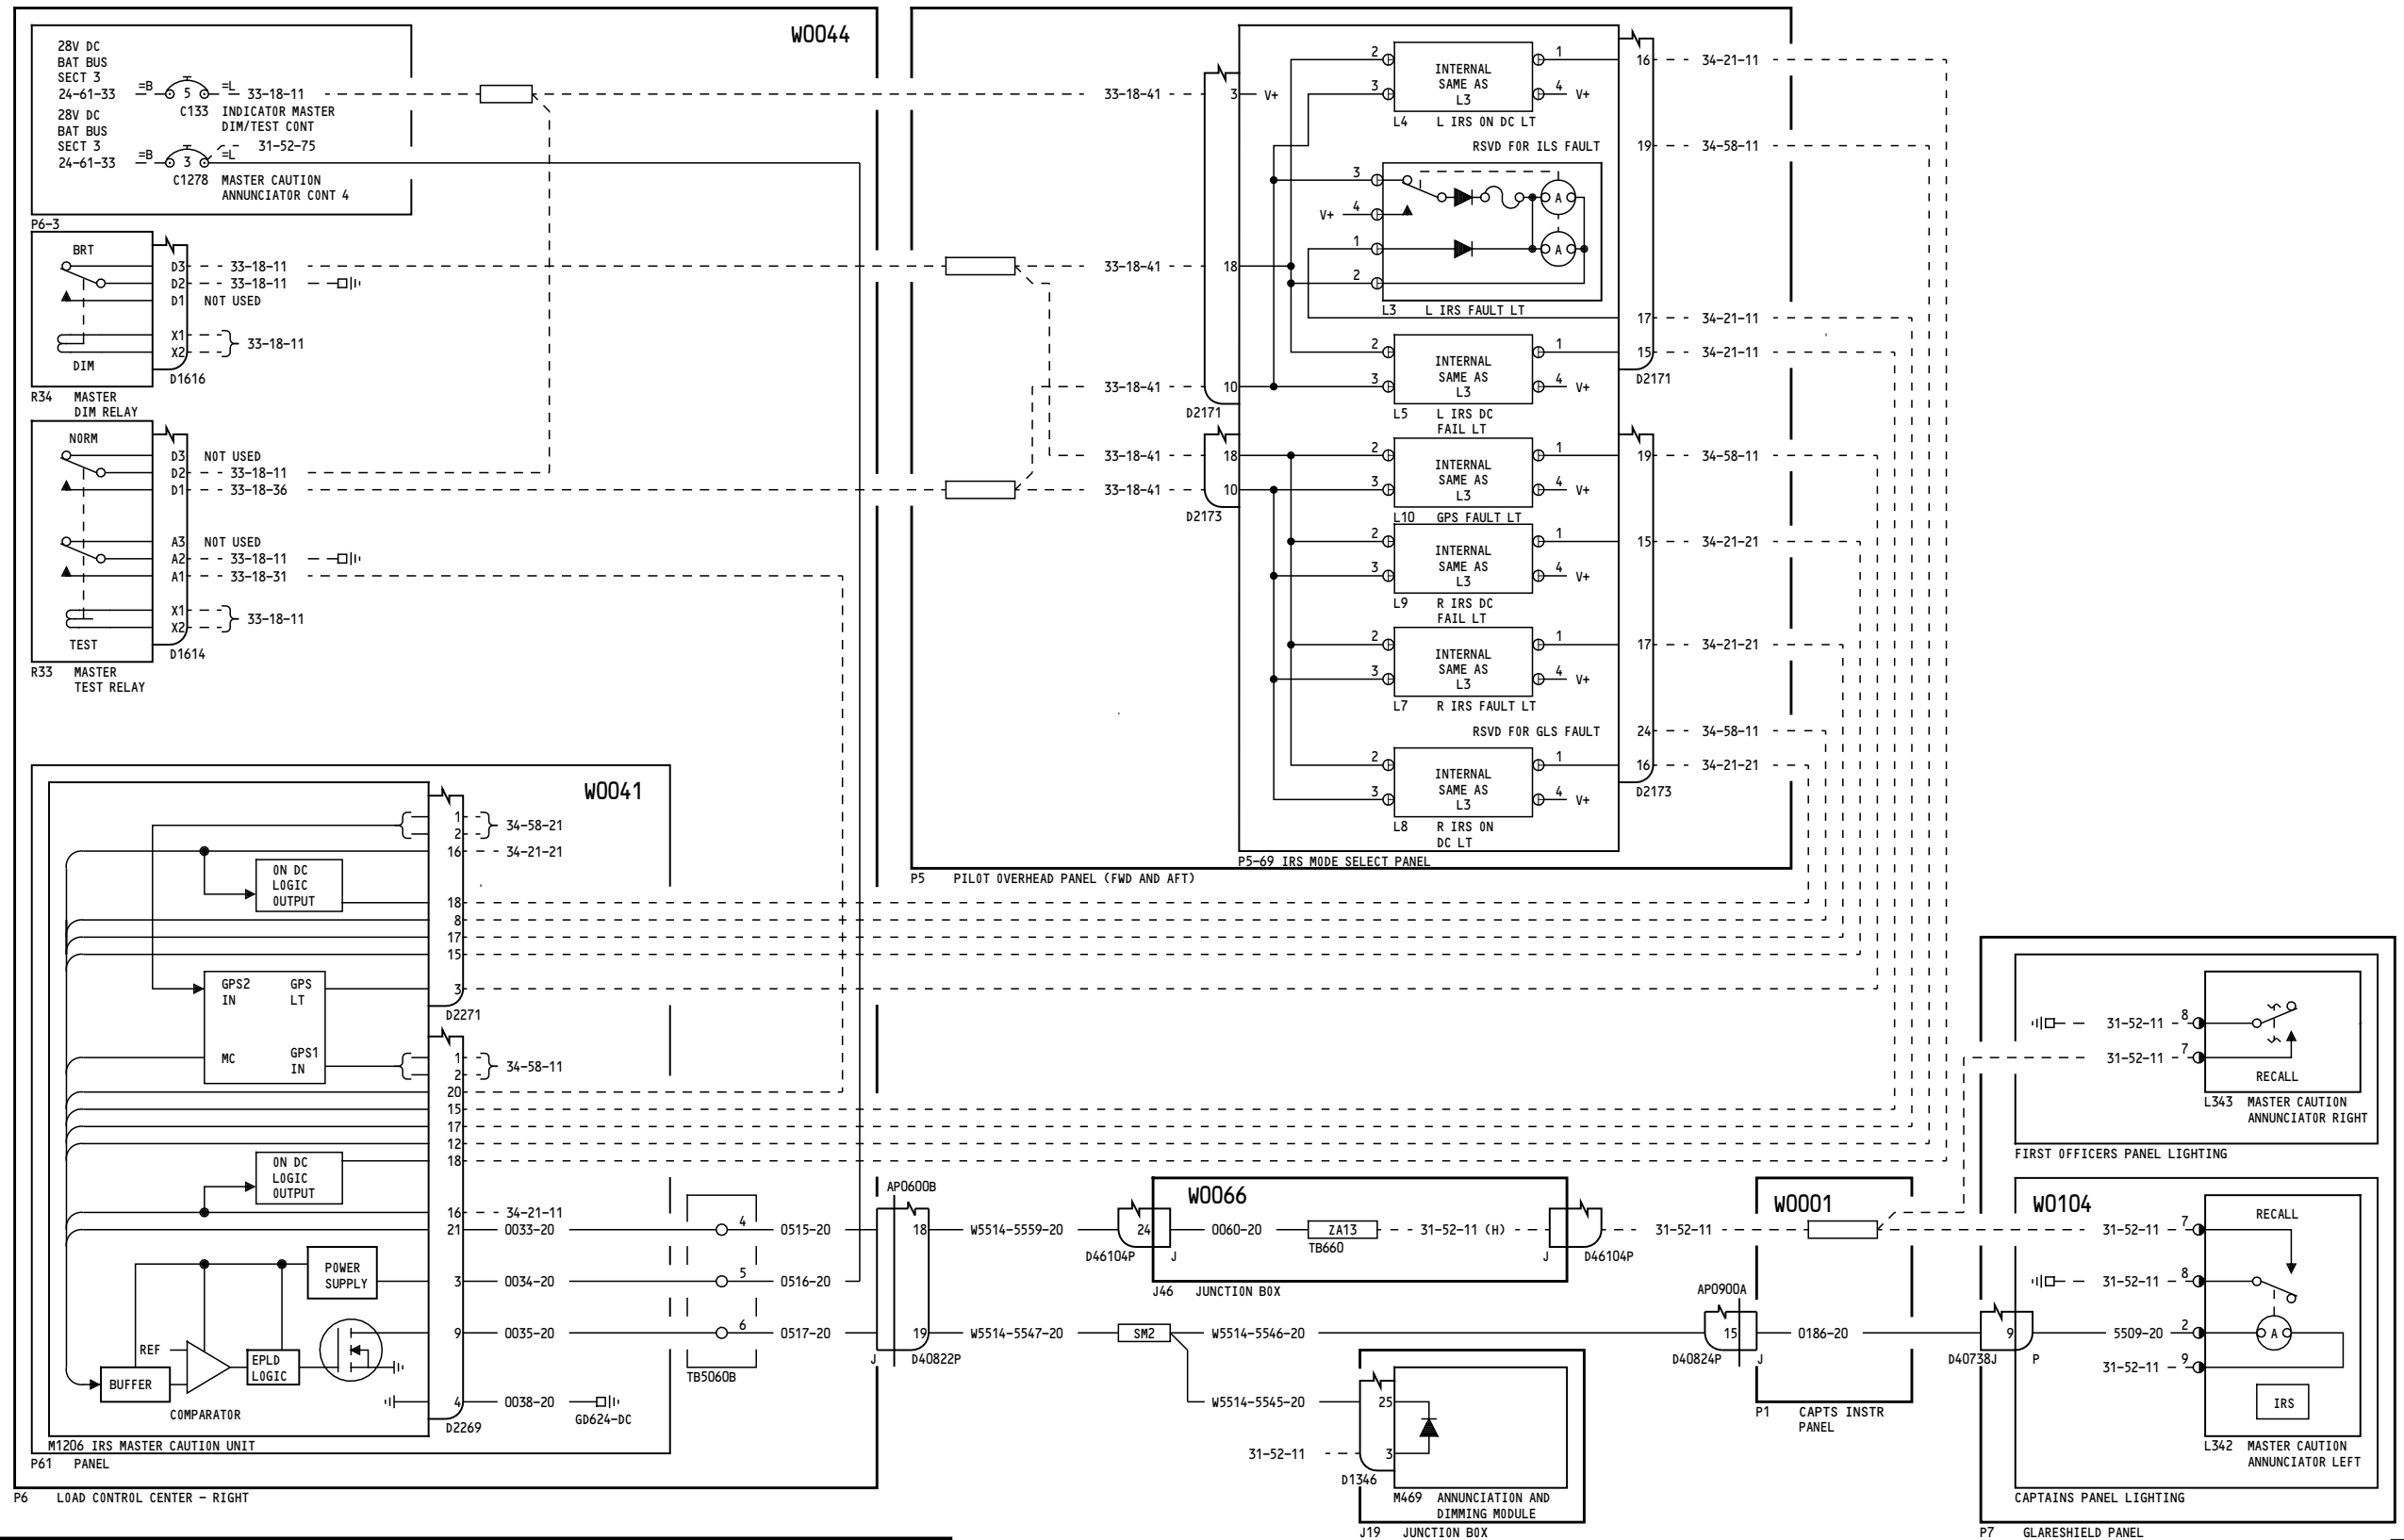 W0044
28V DC
BAT BUS
SECT 3
24-61-33 =B 5 =L 33-18-11
C133 INDICATOR MASTER
DIM/TEST CONT
28V DC
BAT BUS
SECT 3
24-61-33 =B 3 =L 31-52-75
C1278 MASTER CAUTION
ANNUNCIATOR CONT 4
P6-3
BRT
D3 33-18-11
D2 33-18-11
D1 NOT USED
X1
X2 33-18-11
DIM
D1616
R34 MASTER
DIM RELAY
NORM
D3 NOT USED
D2 33-18-11
D1 33-18-36
A3 NOT USED
A2 33-18-11
A1 33-18-31
X1
X2 33-18-11
TEST
D1614
R33 MASTER
TEST RELAY
33-18-41 3 V+
33-18-41 18
33-18-41 10
D2171
33-18-41 18
33-18-41 10
D2173
2 INTERNAL 1 16 34-21-11
SAME AS
3 L3 4 V+
L4 L IRS ON DC LT
RSVD FOR ILS FAULT 19 34-58-11
3
V+ 4
1
2
A
A
L3 L IRS FAULT LT
17 34-21-11
2 INTERNAL 1 15 34-21-11
SAME AS
3 L3 4 V+
D2171
L5 L IRS DC
FAIL LT
2 INTERNAL 1 19 34-58-11
SAME AS
3 L3 4 V+
L10 GPS FAULT LT
2 INTERNAL 1 15 34-21-21
SAME AS
3 L3 4 V+
L9 R IRS DC
FAIL LT
2 INTERNAL 1 17 34-21-21
SAME AS
3 L3 4 V+
L7 R IRS FAULT LT
RSVD FOR GLS FAULT 24 34-58-11
2 INTERNAL 1 16 34-21-21
SAME AS
3 L3 4 V+
D2173
L8 R IRS ON
DC LT
P5-69 IRS MODE SELECT PANEL
P5 PILOT OVERHEAD PANEL (FWD AND AFT)
W0041
1
2 34-58-21
16 34-21-21
ON DC
LOGIC
OUTPUT
18
8
17
15
GPS2 GPS
IN LT
3
D2271
MC GPS1
IN
1
2 34-58-11
20
15
17
12
18
ON DC
LOGIC
OUTPUT
16 34-21-11
21 0033-20 4 0515-20
POWER
SUPPLY
3 0034-20 5 0516-20
9 0035-20 6 0517-20
REF
EPLD
LOGIC
BUFFER
COMPARATOR
4 0038-20
GD624-DC
TB5060B
D2269
M1206 IRS MASTER CAUTION UNIT
P61 PANEL
P6 LOAD CONTROL CENTER - RIGHT
AP0600B
18 W5514-5559-20
19 W5514-5547-20
J D40822P
W0066
24 0060-20 ZA13 31-52-11 (H)
TB660
D46104P J
J D46104P
J46 JUNCTION BOX
31-52-11
SM2 W5514-5546-20
W5514-5545-20 25
31-52-11 3
D1346
M469 ANNUNCIATION AND
DIMMING MODULE
J19 JUNCTION BOX
W0001
AP0900A
15 0186-20
D40824P J
P1 CAPTS INSTR
PANEL
31-52-11 8
31-52-11 7
RECALL
L343 MASTER CAUTION
ANNUNCIATOR RIGHT
FIRST OFFICERS PANEL LIGHTING
W0104
RECALL
31-52-11 7
31-52-11 8
9 5509-20 2 A
D40738J P
31-52-11 9
IRS
L342 MASTER CAUTION
ANNUNCIATOR LEFT
CAPTAINS PANEL LIGHTING
P7 GLARESHIELD PANEL